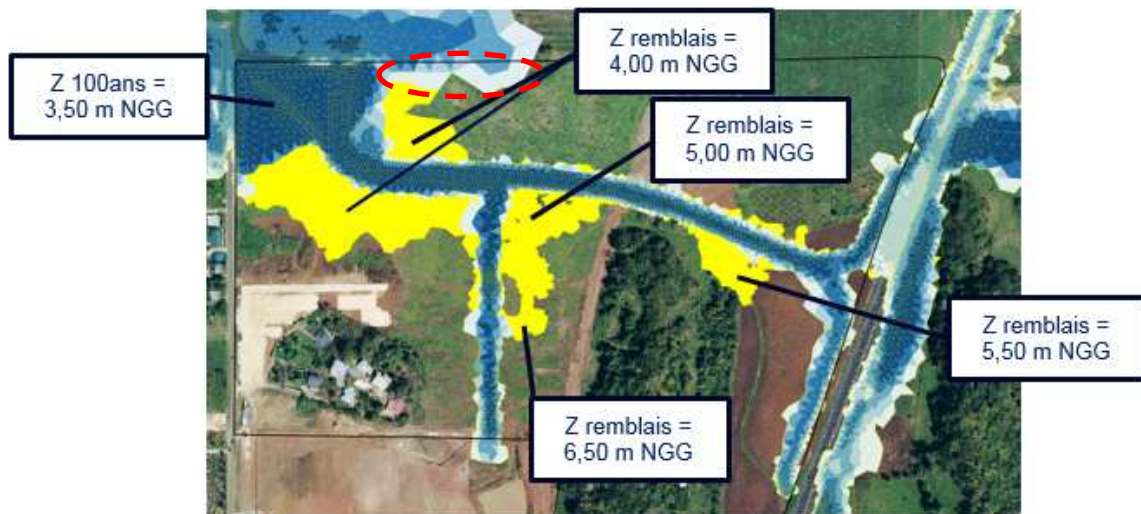 Z remblais =
4,00 m NGG
Z 100ans =
3,50 m NGG
Z remblais =
5,00 m NGG
Z remblais =
5,50 m NGG
Z remblais =
6,50 m NGG